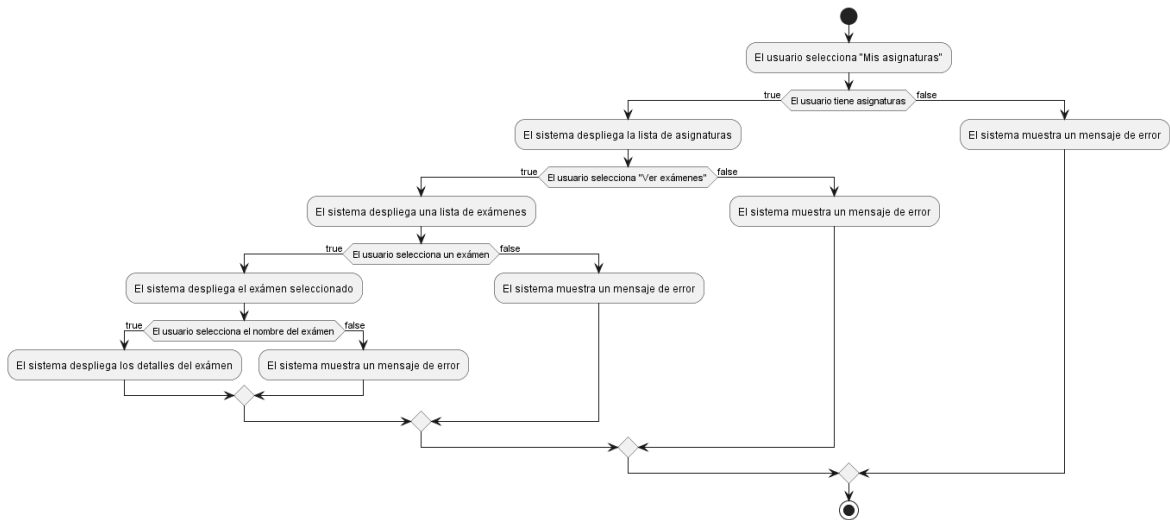 El usuario selecciona "Mis asignaturas"
true
El usuario tiene asignaturas
false
El sistema despliega la lista de asignaturas
El sistema muestra un mensaje de error
true
El usuario selecciona "Ver exámenes"
false
El sistema despliega una lista de exámenes
El sistema muestra un mensaje de error
true
El usuario selecciona un exámen
false
El sistema despliega el exámen seleccionado
El sistema muestra un mensaje de error
true
El usuario selecciona el nombre del exámen
false
El sistema despliega los detalles del exámen
El sistema muestra un mensaje de error